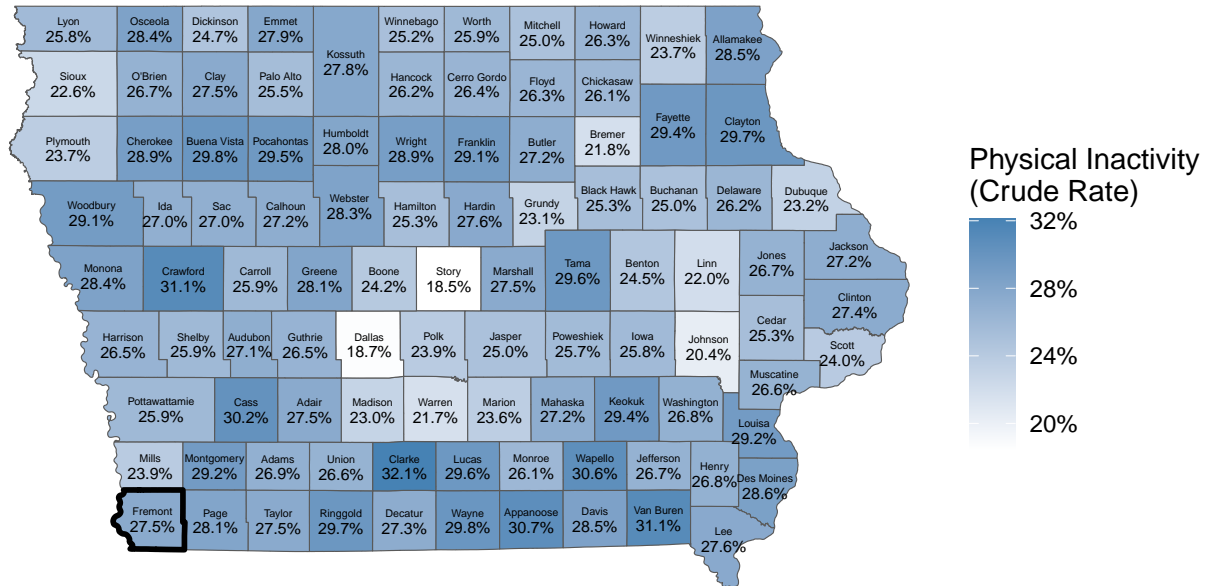 Lyon
25.8%
Osceola
28.4%
Dickinson
24.7%
Emmet
27.9%
Kossuth
27.8%
Winnebago
25.2%
Worth
25.9%
Mitchell
25.0%
Howard
26.3%
Winneshiek
23.7%
Allamakee
28.5%
Sioux
22.6%
O'Brien
26.7%
Clay
27.5%
Palo Alto
25.5%
Hancock
26.2%
Cerro Gordo
26.4%
Floyd
26.3%
Chickasaw
26.1%
Fayette
29.4%
Clayton
29.7%
Plymouth
23.7%
Cherokee
28.9%
Buena Vista
29.8%
Pocahontas
29.5%
Humboldt
28.0%
Wright
28.9%
Franklin
29.1%
Butler
27.2%
Bremer
21.8%
Woodbury
29.1%
Ida
27.0%
Sac
27.0%
Calhoun
27.2%
Webster
28.3%
Hamilton
25.3%
Hardin
27.6%
Grundy
23.1%
Black Hawk
25.3%
Buchanan
25.0%
Delaware
26.2%
Dubuque
23.2%
Monona
28.4%
Crawford
31.1%
Carroll
25.9%
Greene
28.1%
Boone
24.2%
Story
18.5%
Marshall
27.5%
Tama
29.6%
Benton
24.5%
Linn
22.0%
Jones
26.7%
Jackson
27.2%
Clinton
27.4%
Harrison
26.5%
Shelby
25.9%
Audubon
27.1%
Guthrie
26.5%
Dallas
18.7%
Polk
23.9%
Jasper
25.0%
Poweshiek
25.7%
Iowa
25.8%
Johnson
20.4%
Cedar
25.3%
Scott
24.0%
Muscatine
26.6%
Pottawattamie
25.9%
Cass
30.2%
Adair
27.5%
Madison
23.0%
Warren
21.7%
Marion
23.6%
Mahaska
27.2%
Keokuk
29.4%
Washington
26.8%
Louisa
29.2%
Mills
23.9%
Montgomery
29.2%
Adams
26.9%
Union
26.6%
Clarke
32.1%
Lucas
29.6%
Monroe
26.1%
Wapello
30.6%
Jefferson
26.7%
Henry
26.8%
Des Moines
28.6%
Fremont
27.5%
Page
28.1%
Taylor
27.5%
Ringgold
29.7%
Decatur
27.3%
Wayne
29.8%
Appanoose
30.7%
Davis
28.5%
Van Buren
31.1%
Lee
27.6%
Physical Inactivity
(Crude Rate)
32%
28%
24%
20%